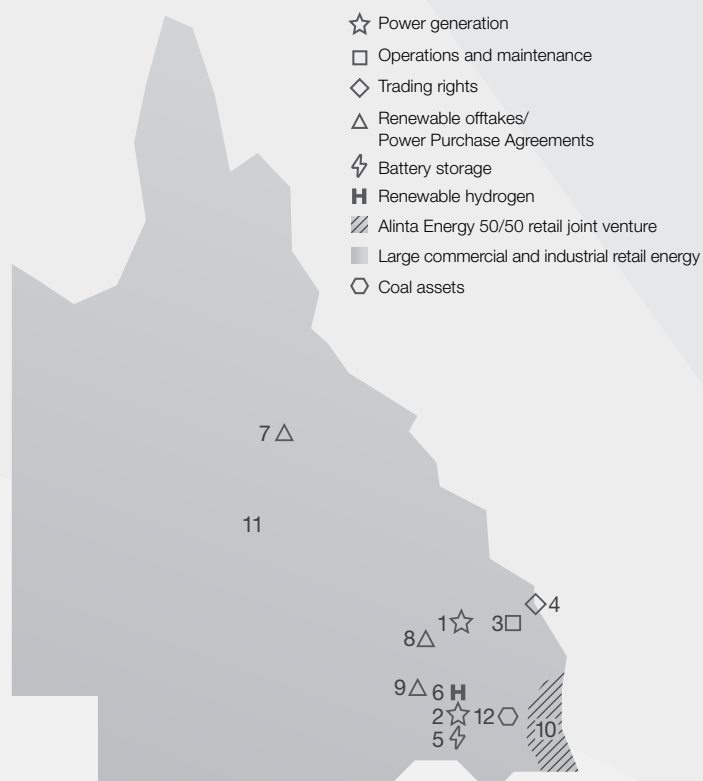 Power generation
Operations and maintenance
Trading rights
Renewable offtakes/
Power Purchase Agreements
Battery storage
H Renewable hydrogen
Alinta Energy 50/50 retail joint venture
Large commercial and industrial retail energy
Coal assets
7
11
4
1 3
8
9 6 H
2 12
10
5